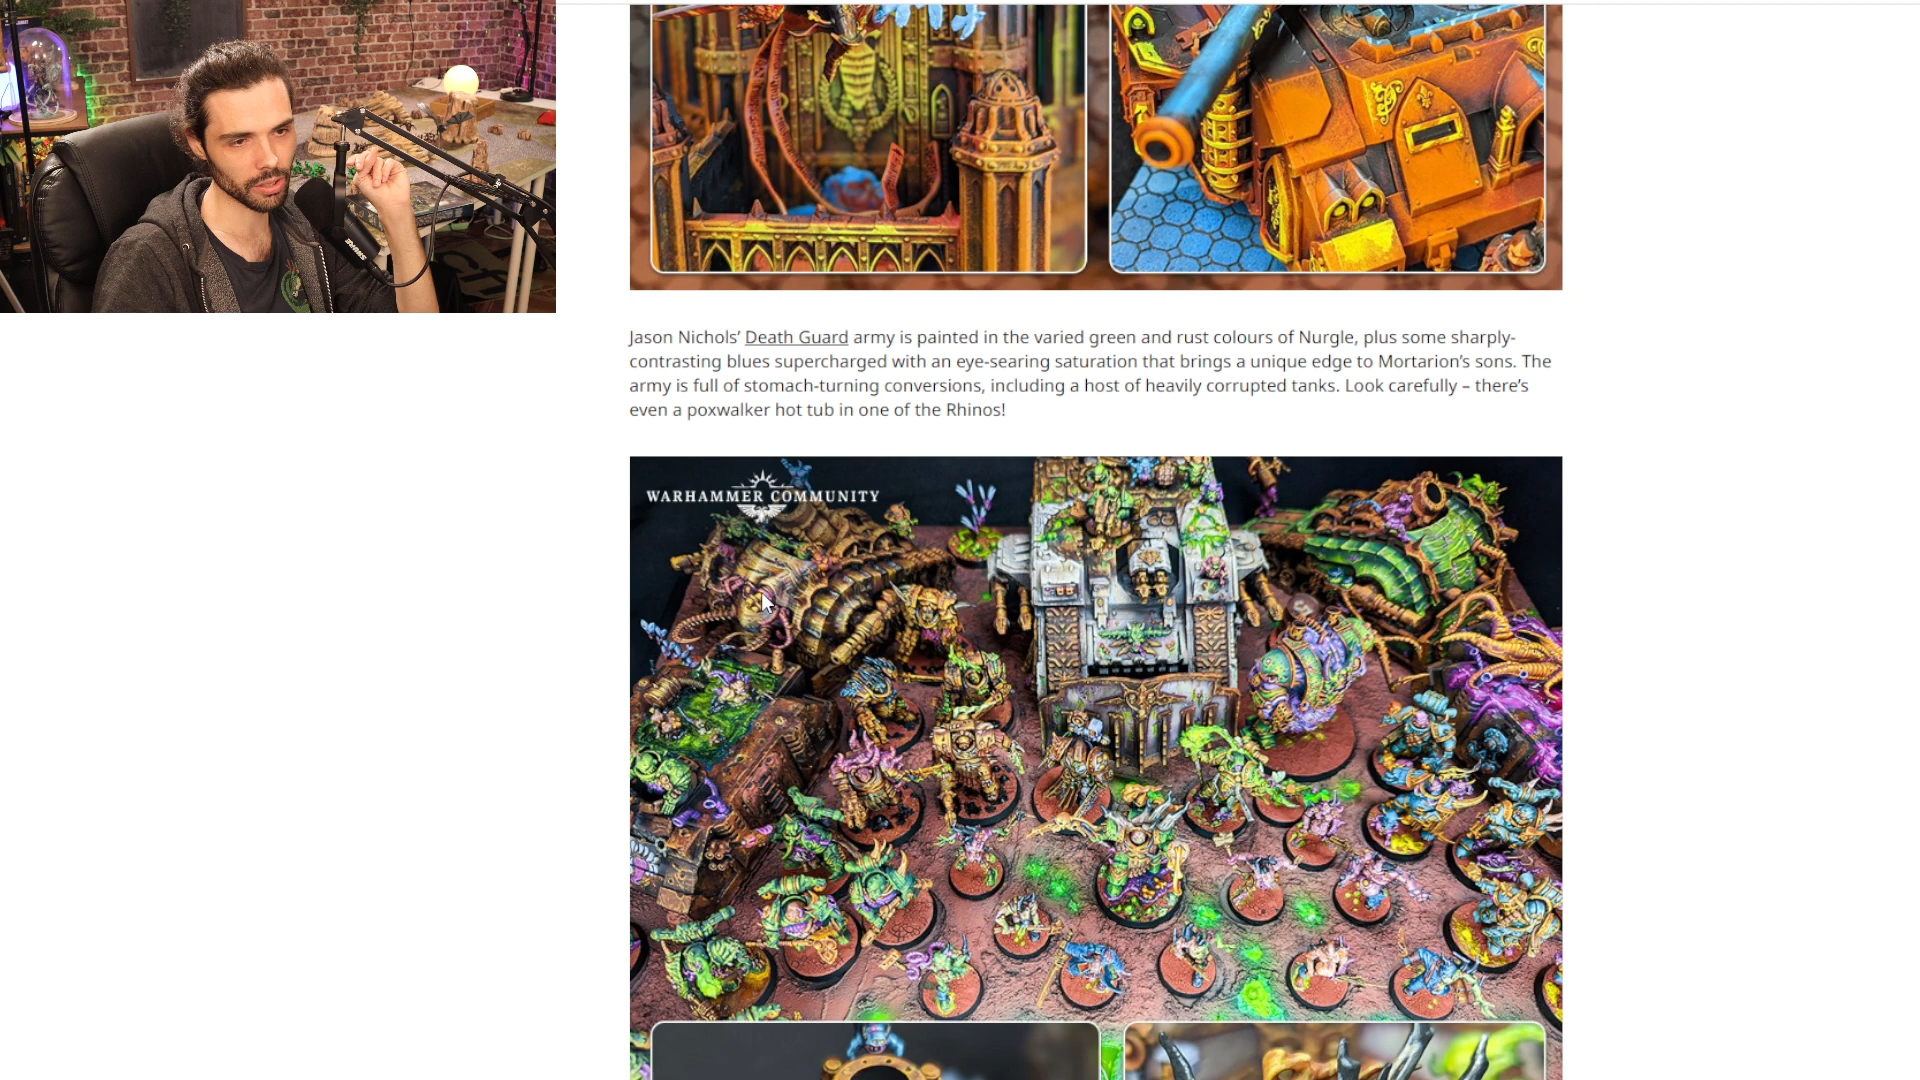 Jason Nichols’ Death Guard army is painted in the varied green and rust colours of Nurgle, plus some sharply-
contrasting blues supercharged with an eye-searing saturation that brings a unique edge to Mortarion’s sons. The
army is full of stomach-turning conversions, including a host of heavily corrupted tanks. Look carefully – there’s
even a poxwalker hot tub in one of the Rhinos!
WARHAMMER COMMUNITY
SHURE